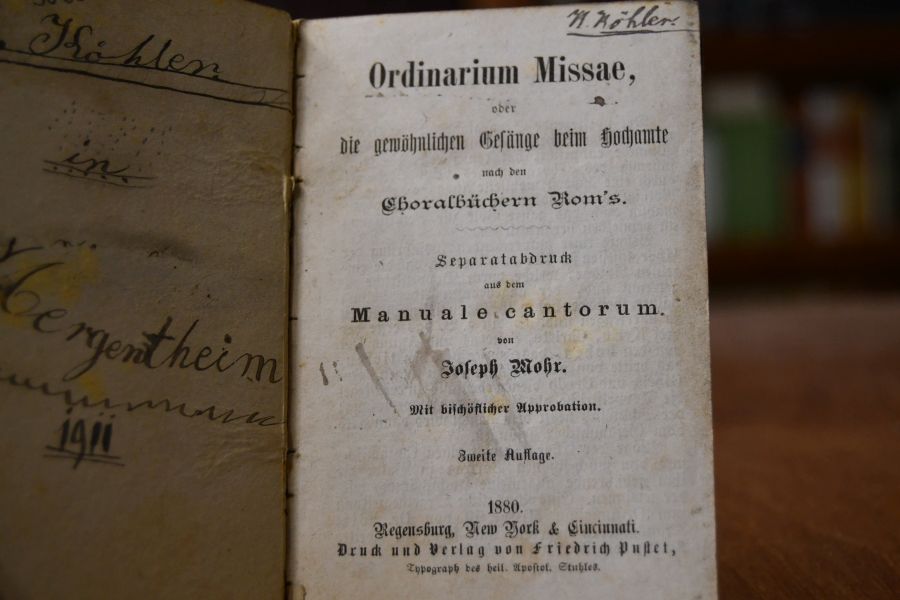 Köhler.
in
Mergentheim
1911
N. Köhler.
Ordinarium Missae,
oder
die gewöhnlichen Gesänge beim Hochamte
nach den
Choralbüchern Rom's.
Separatabdruck
aus dem
Manuale cantorum.
von
Joseph Mohr.
Mit bischöflicher Approbation.
Zweite Auflage.
1880.
Regensburg, New York & Cincinnati.
Druck und Verlag von Friedrich Pustet,
Typograph des heil. Apostol. Stuhles.